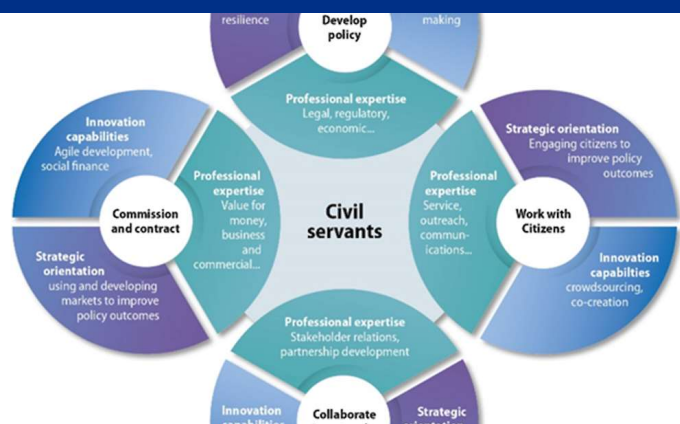 resilience
Develop
policy
making
Professional expertise
Legal, regulatory,
economic...
Innovation
capabilities
Agile development,
social finance
Commission
and contract
Strategic
orientation
using and developing
markets to improve
policy outcomes
Professional
expertise
Value for
money,
business
and
commercial...
Civil
servants
Professional
expertise
Service,
outreach,
commun-
ications...
Strategic orientation
Engaging citizens to
improve policy
outcomes
Work with
Citizens
Innovation
capabilties
crowdsourcing,
co-creation
Professional expertise
Stakeholder relations,
partnership development
Innovation
Collaborate
Strategic